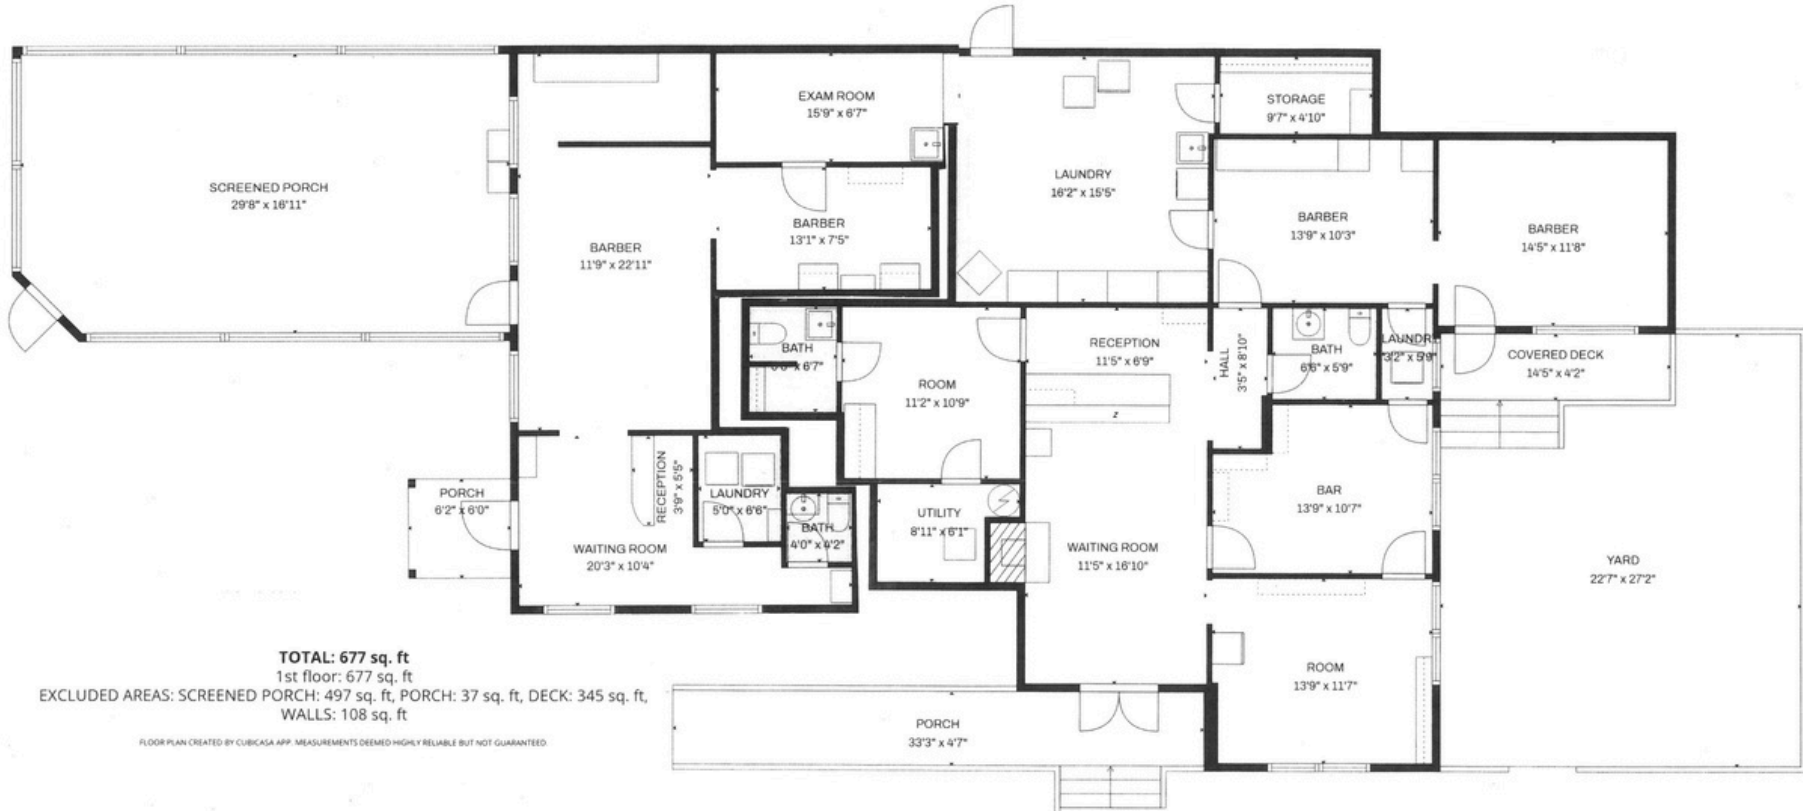 EXAM ROOM
15'9" x 6'7"
STORAGE
9'7" x 4'10"
SCREENED PORCH
29'8" x 16'11"
LAUNDRY
16'2" x 15'5"
BARBER
11'9" x 22'11"
BARBER
13'1" x 7'5"
BARBER
13'9" x 10'3"
BARBER
14'5" x 11'8"
BATH
RECEPTION
11'5" x 6'9"
HALL
3'5" x 8'10"
BATH
6'6" x 5'9"
LAUNDRY
3'2" x 5'9"
COVERED DECK
14'5" x 4'2"
ROOM
11'2" x 10'9"
z
PORCH
6'2" x 6'0"
RECEPTION
3'9" x 5'5"
LAUNDRY
5'0" x 6'6"
BATH
4'0" x 4'2"
UTILITY
8'11" x 6'1"
BAR
13'9" x 10'7"
WAITING ROOM
20'3" x 10'4"
WAITING ROOM
11'5" x 16'10"
YARD
22'7" x 27'2"
ROOM
13'9" x 11'7"
PORCH
33'3" x 4'7"
TOTAL: 677 sq. ft
1st floor: 677 sq. ft
EXCLUDED AREAS: SCREENED PORCH: 497 sq. ft, PORCH: 37 sq. ft, DECK: 345 sq. ft,
WALLS: 108 sq. ft
FLOOR PLAN CREATED BY CUBICASA APP. MEASUREMENTS DEEMED HIGHLY RELIABLE BUT NOT GUARANTEED.